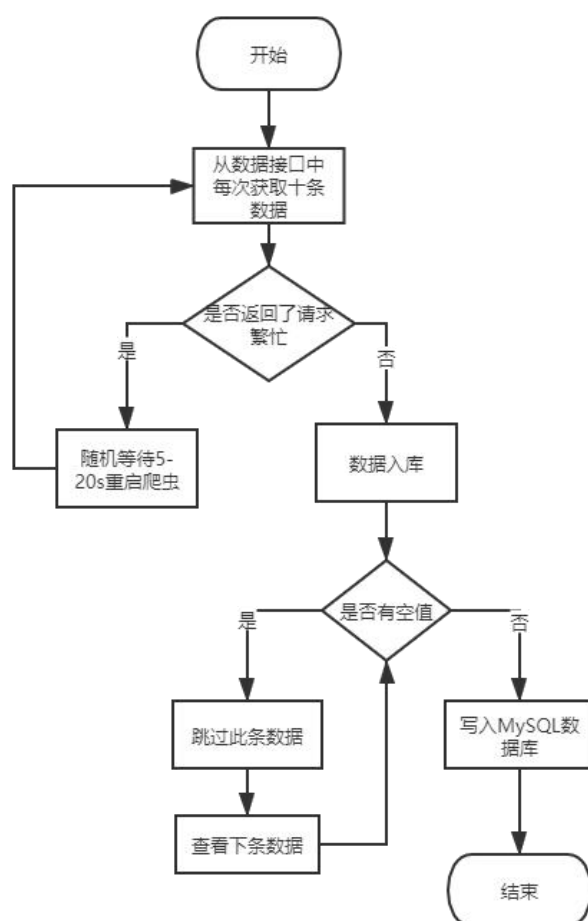 开始
从数据接口中
每次获取十条
数据
是否返回了请求
繁忙
是
否
随机等待5-
20s重启爬虫
数据入库
是否有空值
是
否
跳过此条数据
写入MySQL数
据库
查看下条数据
结束